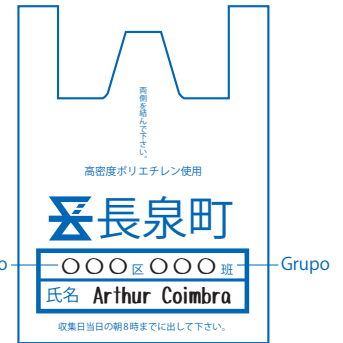 両側を結んで下さい。
高密度ポリエチレン使用
長泉町
o
○○○区○○○班
Grupo
氏名 Arthur Coimbra
収集日当日の朝8時までに出して下さい。